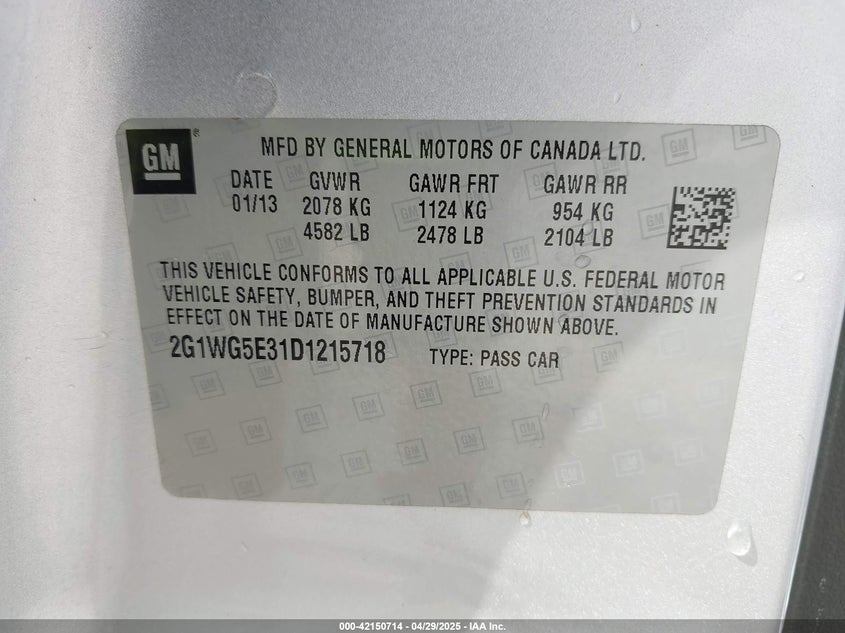 GM ®
MFD BY GENERAL MOTORS OF CANADA LTD.
DATE GVWR GAWR FRT GAWR RR
01/13 2078 KG 1124 KG 954 KG
4582 LB 2478 LB 2104 LB
THIS VEHICLE CONFORMS TO ALL APPLICABLE U.S. FEDERAL MOTOR
VEHICLE SAFETY, BUMPER, AND THEFT PREVENTION STANDARDS IN
EFFECT ON THE DATE OF MANUFACTURE SHOWN ABOVE.
2G1WG5E31D1215718 TYPE: PASS CAR
000-42150714 - 04/29/2025 - IAA Inc.